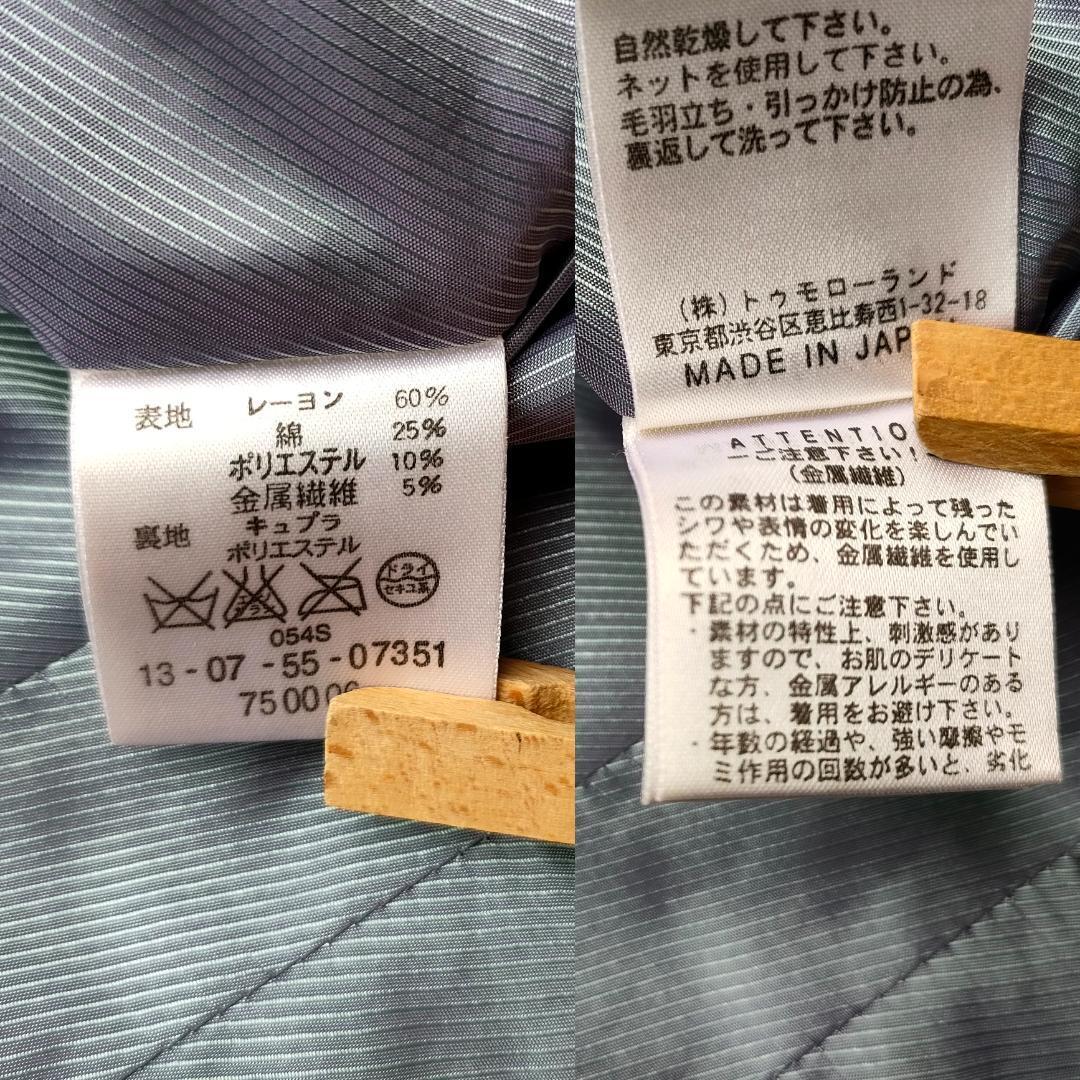 表地 レーヨン 60%
綿 25%
ポリエステル 10%
金属繊維 5%
裏地 キュプラ
ポリエステル
ドライ
セキユ系
054S
13-07-55-07351
自然乾燥して下さい。
ネットを使用して下さい。
毛羽立ち・引っかけ防止の為、
裏返して洗って下さい。
(株)トゥモローランド
東京都渋谷区恵比寿西1-32-18
MADE IN JAP
ATTENTIO
ーご注意下さい!
(金属繊維)
この素材は着用によって残った
シワや表情の変化を楽しんでい
ただくため、金属繊維を使用し
ています。
下記の点にご注意下さい。
・素材の特性上、刺激感があり
ますので、お肌のデリケート
な方、金属アレルギーのある
方は、着用をお避け下さい。
・年数の経過や、強い摩擦やモ
ミ作用の回数が多いと、劣化